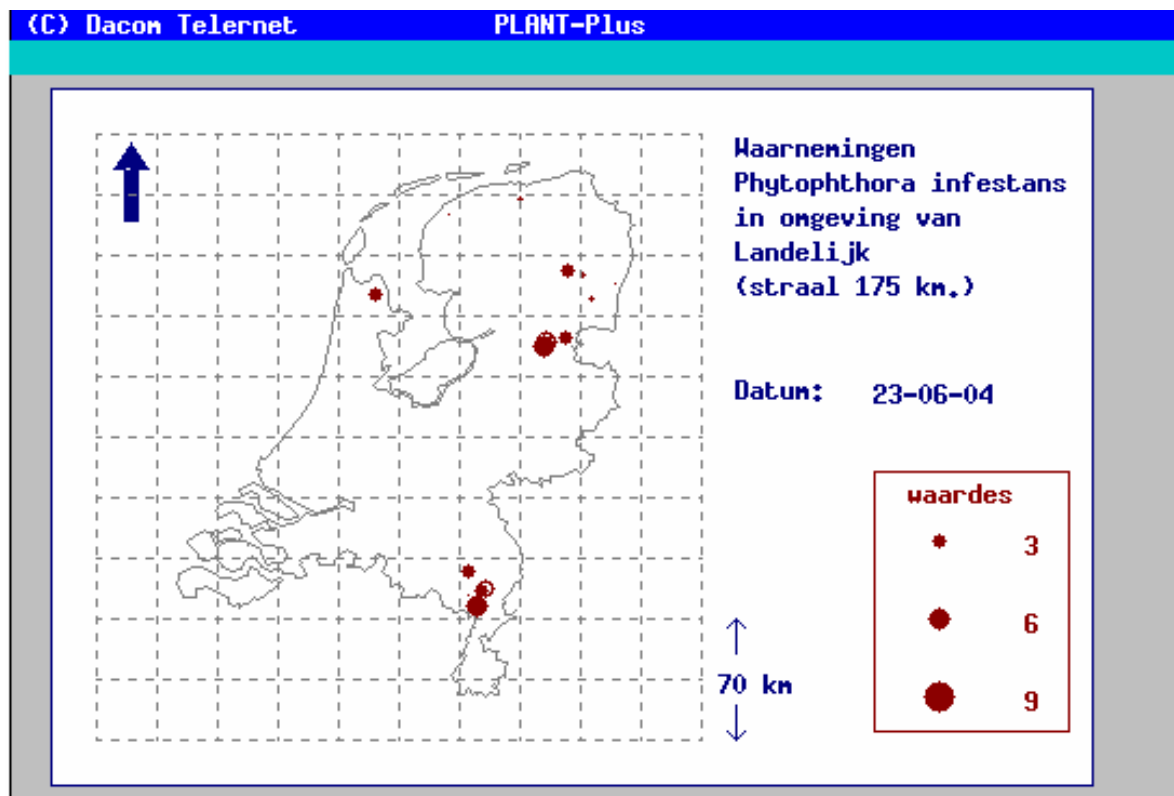 (C) Dacom Telernet PLANT-Plus
Waarnemingen
Phytophthora infestans
in omgeving van
Landelijk
(straal 175 km.)
Datum: 23-06-04
waardes
3
6
9
70 km